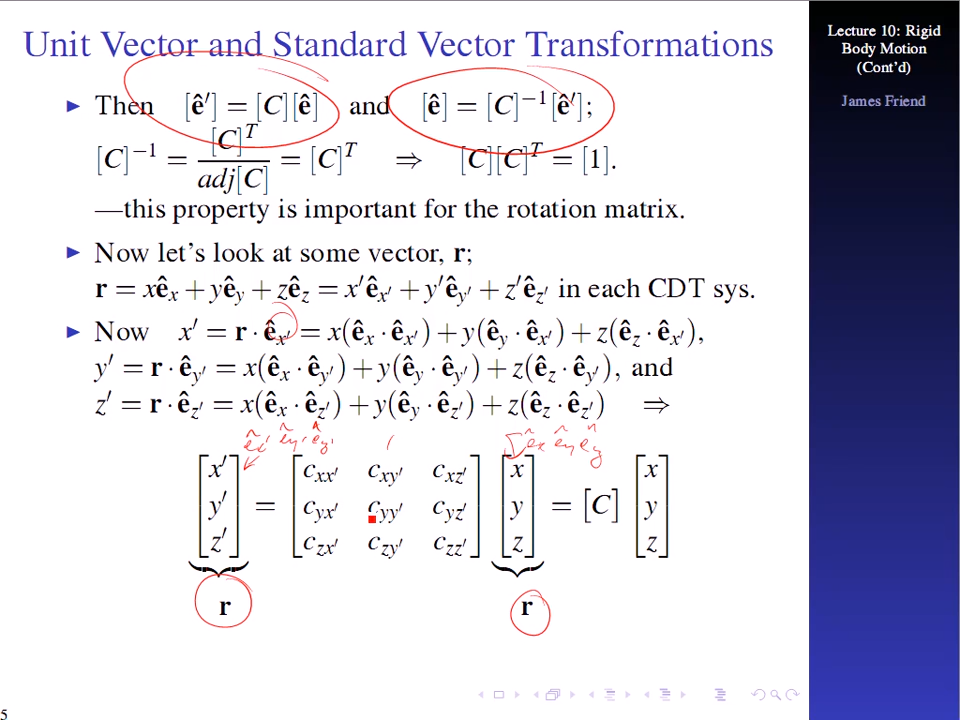 Unit Vector and Standard Vector Transformations
Lecture 10: Rigid
Body Motion
(Cont'd)
James Friend
▶ Then [ê′] = [C][ê] and [ê] = [C]⁻¹[ê′];
[C]⁻¹ = [C]ᵀ / adj[C] = [C]ᵀ ⇒ [C][C]ᵀ = [1].
—this property is important for the rotation matrix.
▶ Now let's look at some vector, r;
r = xê_x + yê_y + zê_z = x′ê_x′ + y′ê_y′ + z′ê_z′ in each CDT sys.
▶ Now x′ = r · ê_x′ = x(ê_x · ê_x′) + y(ê_y · ê_x′) + z(ê_z · ê_x′),
y′ = r · ê_y′ = x(ê_x · ê_y′) + y(ê_y · ê_y′) + z(ê_z · ê_y′), and
z′ = r · ê_z′ = x(ê_x · ê_z′) + y(ê_y · ê_z′) + z(ê_z · ê_z′) ⇒
[x′] [c_xx′ c_xy′ c_xz′] [x] [x]
[y′] = [c_yx′ c_yy′ c_yz′] [y] = [C] [y]
[z′] [c_zx′ c_zy′ c_zz′] [z] [z]
r r
5